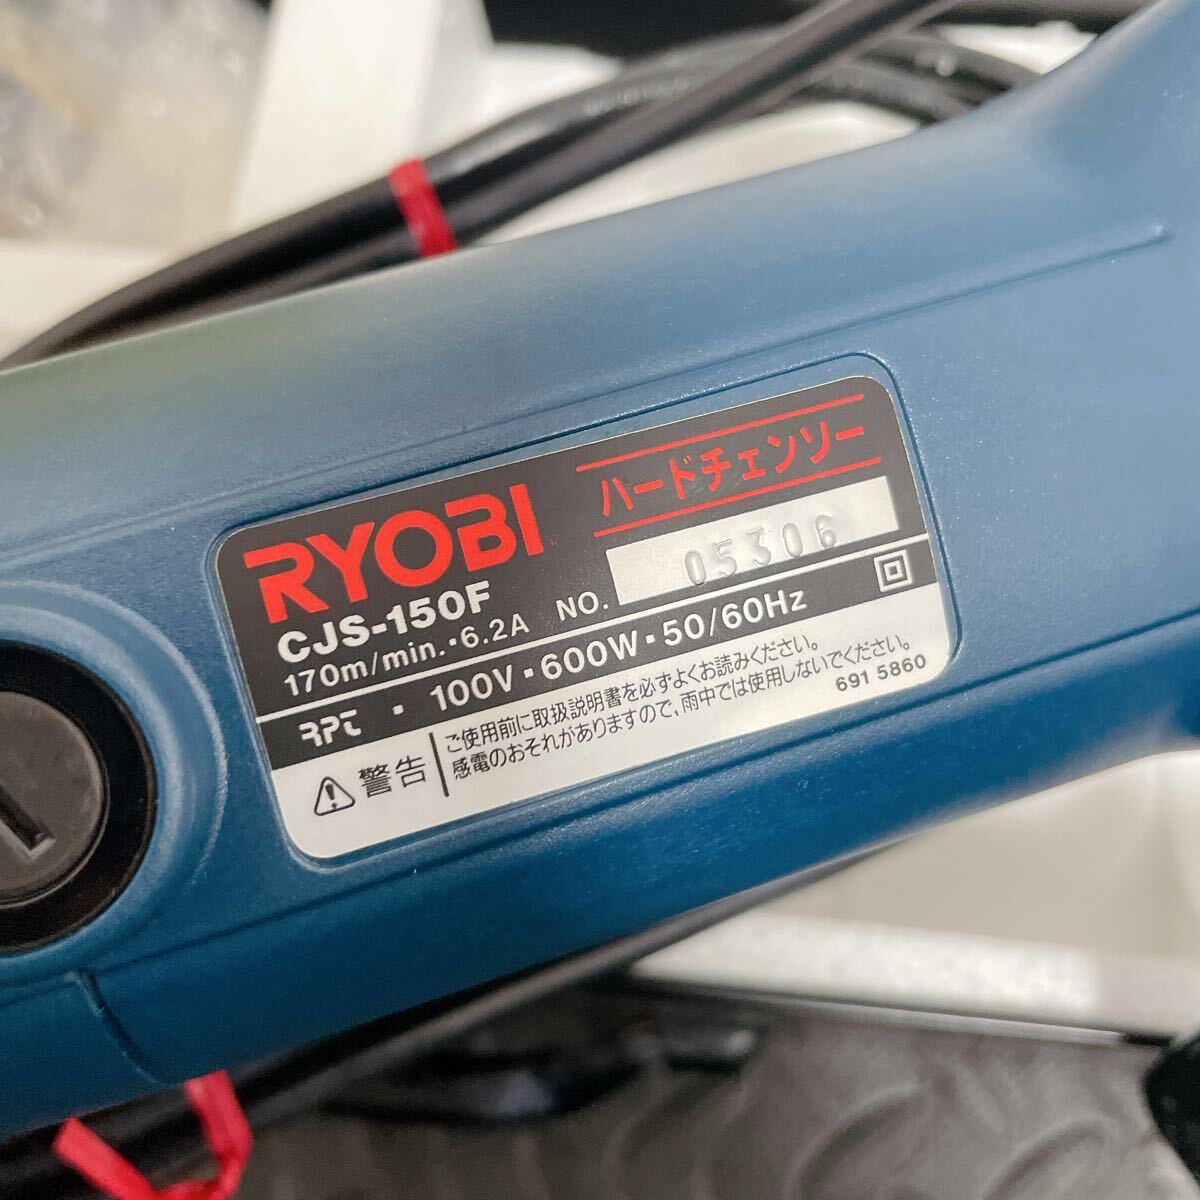 RYOBI
ハードチェンソー
CJS-150F
170m/min.・6.2A NO. 05306
RPT ・ 100V・600W・50/60Hz
警告
ご使用前に取扱説明書を必ずよくお読みください。
感電のおそれがありますので、雨中では使用しないでください。
691 5860